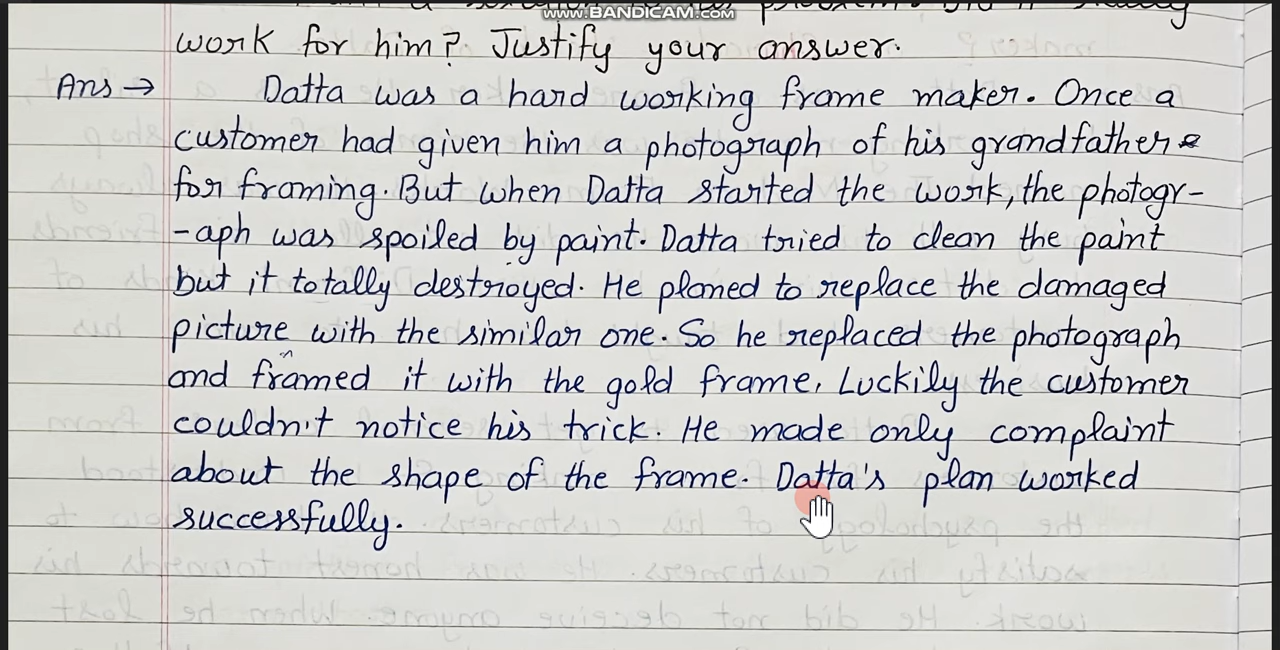 www.BANDICAM.com
work for him? Justify your answer.
Ans → Datta was a hard working frame maker. Once a
customer had given him a photograph of his grandfather
for framing. But when Datta started the work, the photogr-
-aph was spoiled by paint. Datta tried to clean the paint
but it totally destroyed. He planed to replace the damaged
picture with the similar one. So he replaced the photograph
and framed it with the gold frame. Luckily the customer
couldn't notice his trick. He made only complaint
about the shape of the frame. Datta's plan worked
successfully.